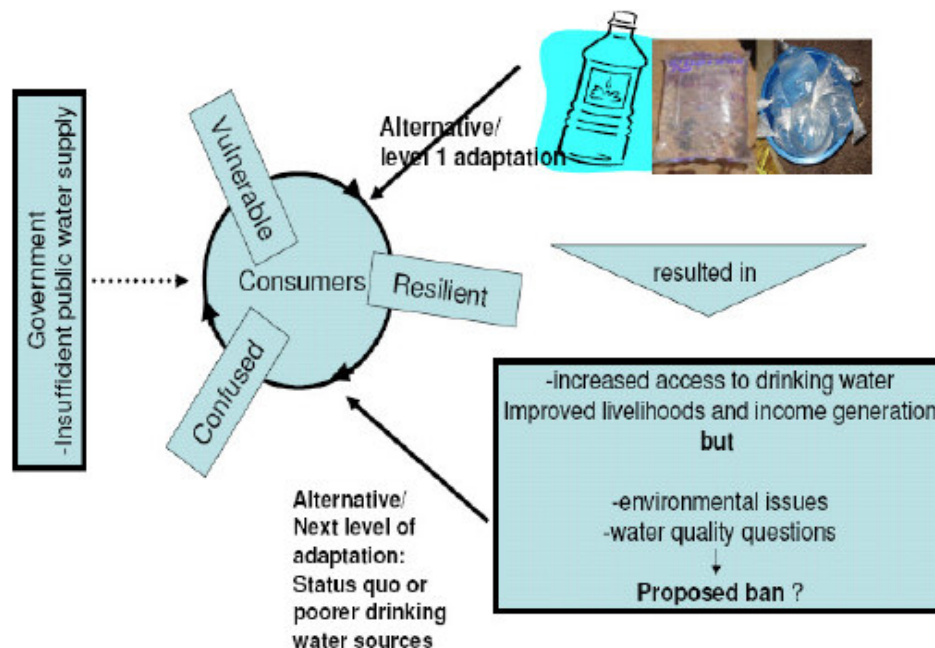 Government
-Insuffident public water supply
Vulnerable
Consumers
Resilient
Confused
Alternative/
level 1 adaptation
resulted in
-increased access to drinking water
Improved livelihoods and income generation
but
-environmental issues
-water quality questions
Proposed ban ?
Alternative/
Next level of
adaptation:
Status quo or
poorer drinking
water sources